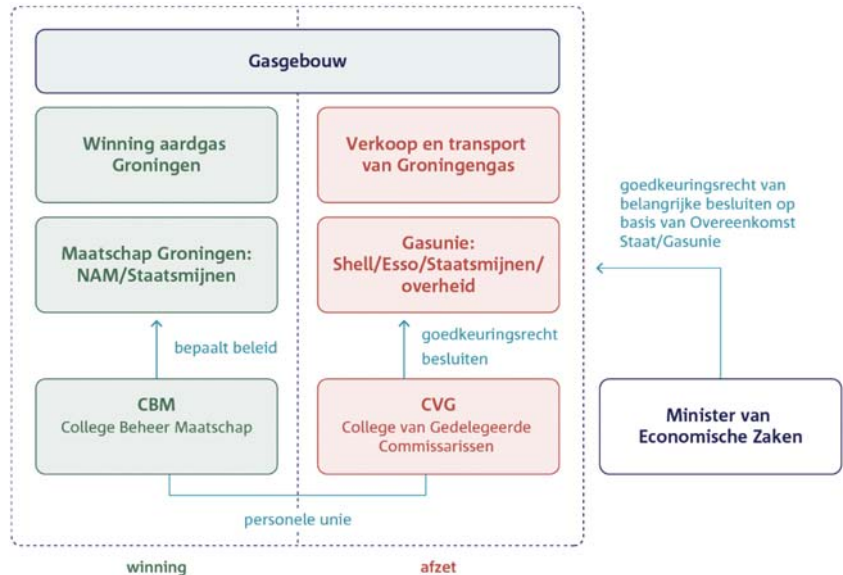 Gasgebouw
Winning aardgas
Groningen
Verkoop en transport
van Groningengas
goedkeuringsrecht van
belangrijke besluiten op
basis van Overeenkomst
Staat/Gasunie
Maatschap Groningen:
NAM/Staatsmijnen
Gasunie:
Shell/Esso/Staatsmijnen/
overheid
bepaalt beleid
goedkeuringsrecht
besluiten
CBM
College Beheer Maatschap
CVG
College van Gedelegeerde
Commissarissen
Minister van
Economische Zaken
personele unie
winning
afzet